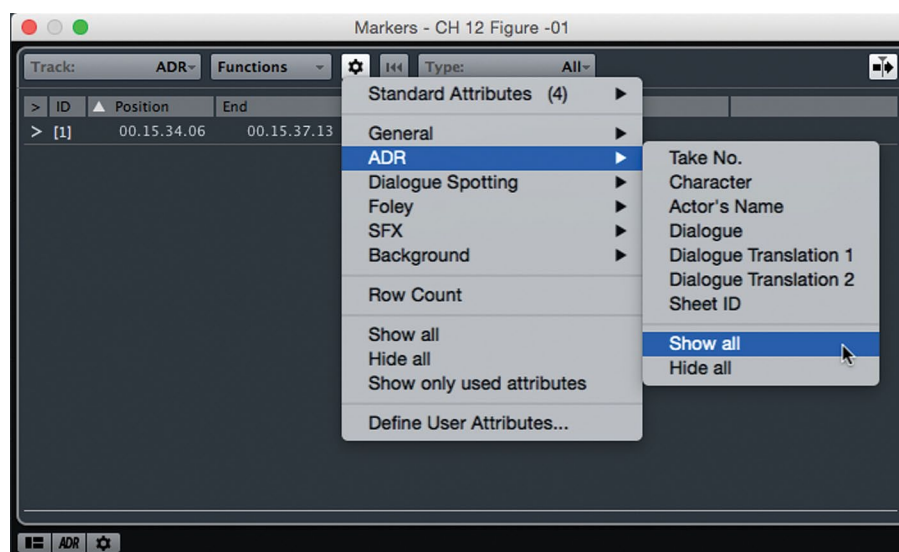 Markers - CH 12 Figure -01
Track: ADR Functions Type: All
> ID Position End
> [1] 00.15.34.06 00.15.37.13
Standard Attributes (4)
General
ADR
Dialogue Spotting
Foley
SFX
Background
Row Count
Show all
Hide all
Show only used attributes
Define User Attributes...
Take No.
Character
Actor's Name
Dialogue
Dialogue Translation 1
Dialogue Translation 2
Sheet ID
Show all
Hide all
ADR